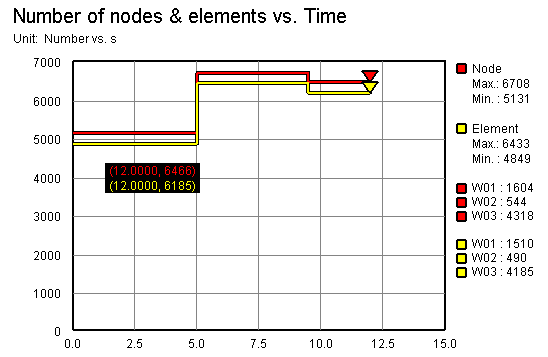 Number of nodes & elements vs. Time
Unit: Number vs. s
7000
6000
5000
4000
3000
2000
1000
0
0.0 2.5 5.0 7.5 10.0 12.5 15.0
(12.0000, 6466)
(12.0000, 6185)
Node
Max.: 6708
Min. : 5131
Element
Max.: 6433
Min. : 4849
W01 : 1604
W02 : 544
W03 : 4318
W01 : 1510
W02 : 490
W03 : 4185